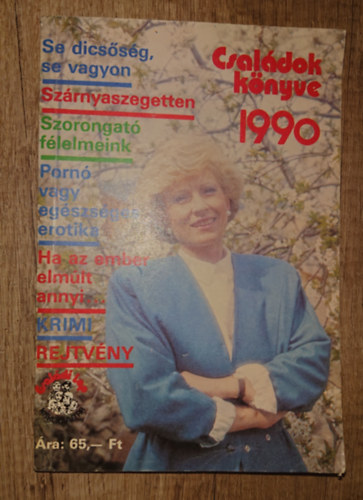 Se dicsőség,
se vagyon
Szárnyaszegetten
Szorongató
félelmeink
Pornó
vagy
egészséges
erotika
Ha az ember
elmúlt
annyi...
KRIMI
REJTVÉNY
Ára: 65,— Ft
Családok
könyve
1990